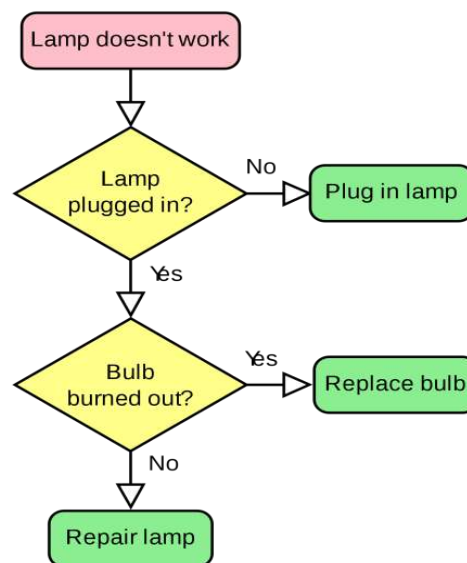 Lamp doesn't work
Lamp
plugged in?
No
Plug in lamp
Yes
Bulb
burned out?
Yes
Replace bulb
No
Repair lamp